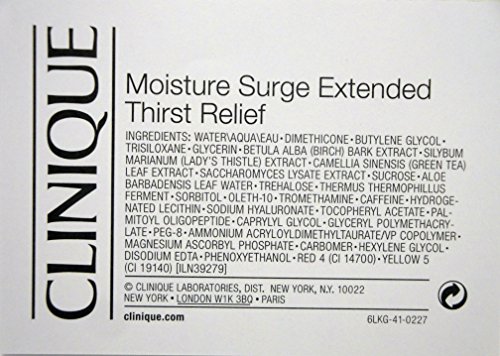 CLINIQUE
Moisture Surge Extended
Thirst Relief
INGREDIENTS: WATER\AQUA\EAU • DIMETHICONE • BUTYLENE GLYCOL •
TRISILOXANE • GLYCERIN • BETULA ALBA (BIRCH) BARK EXTRACT • SILYBUM
MARIANUM (LADY'S THISTLE) EXTRACT • CAMELLIA SINENSIS (GREEN TEA)
LEAF EXTRACT • SACCHAROMYCES LYSATE EXTRACT • SUCROSE • ALOE
BARBADENSIS LEAF WATER • TREHALOSE • THERMUS THERMOPHILLUS
FERMENT • SORBITOL • OLETH-10 • TROMETHAMINE • CAFFEINE • HYDROGE-
NATED LECITHIN • SODIUM HYALURONATE • TOCOPHERYL ACETATE • PAL-
MITOYL OLIGOPEPTIDE • CAPRYLYL GLYCOL • GLYCERYL POLYMETHACRY-
LATE • PEG-8 • AMMONIUM ACRYLOYLDIMETHYLTAURATE/VP COPOLYMER •
MAGNESIUM ASCORBYL PHOSPHATE • CARBOMER • HEXYLENE GLYCOL •
DISODIUM EDTA • PHENOXYETHANOL • RED 4 (CI 14700) • YELLOW 5
(CI 19140) [ILN39279]
© CLINIQUE LABORATORIES, DIST. NEW YORK, N.Y. 10022
NEW YORK • LONDON W1K 3BQ • PARIS
clinique.com
6LKG-41-0227